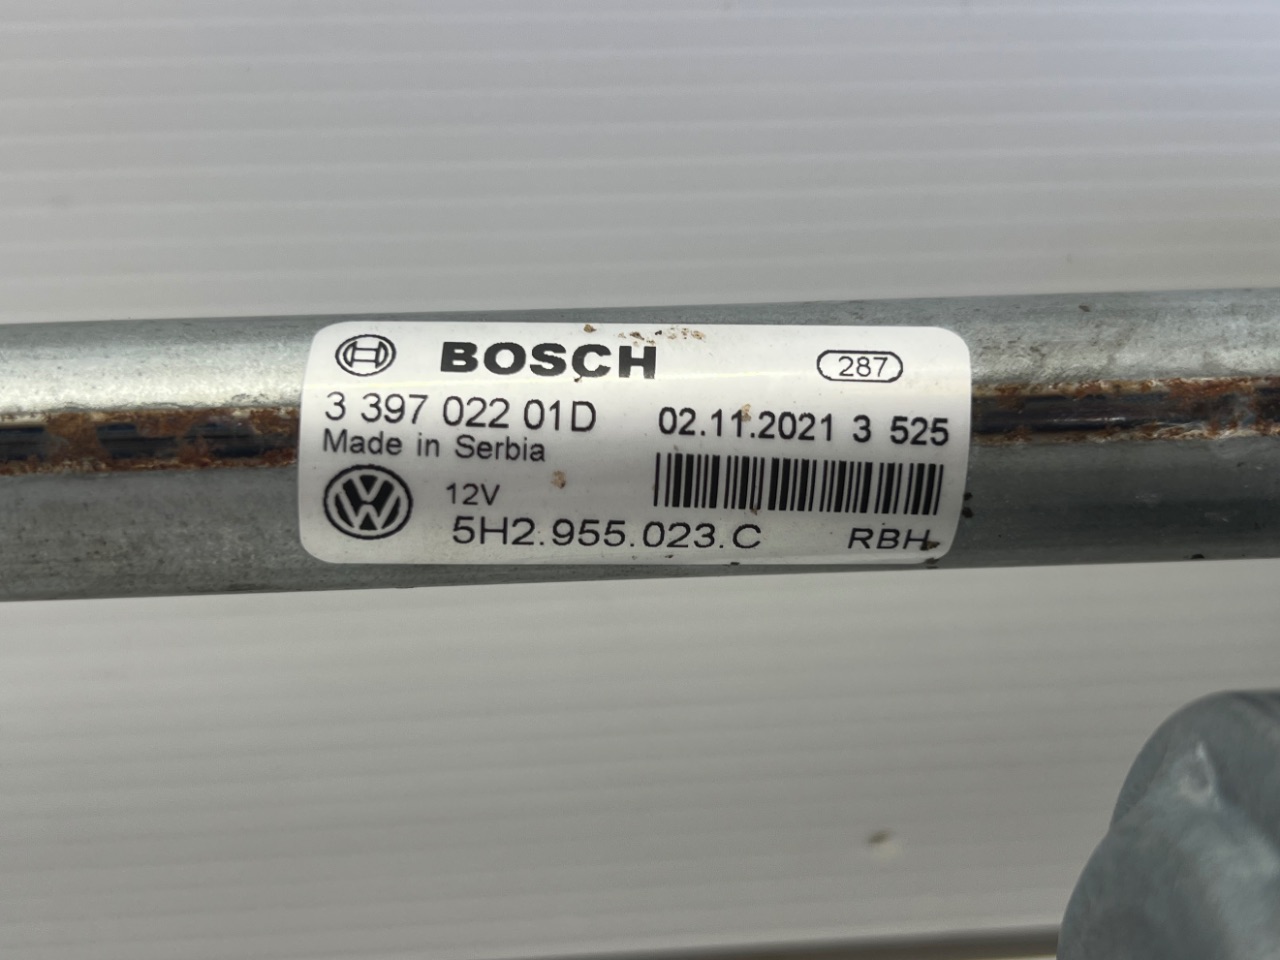 BOSCH 287
3 397 022 01D 02.11.2021 3 525
Made in Serbia
12V
5H2.955.023.C RBH